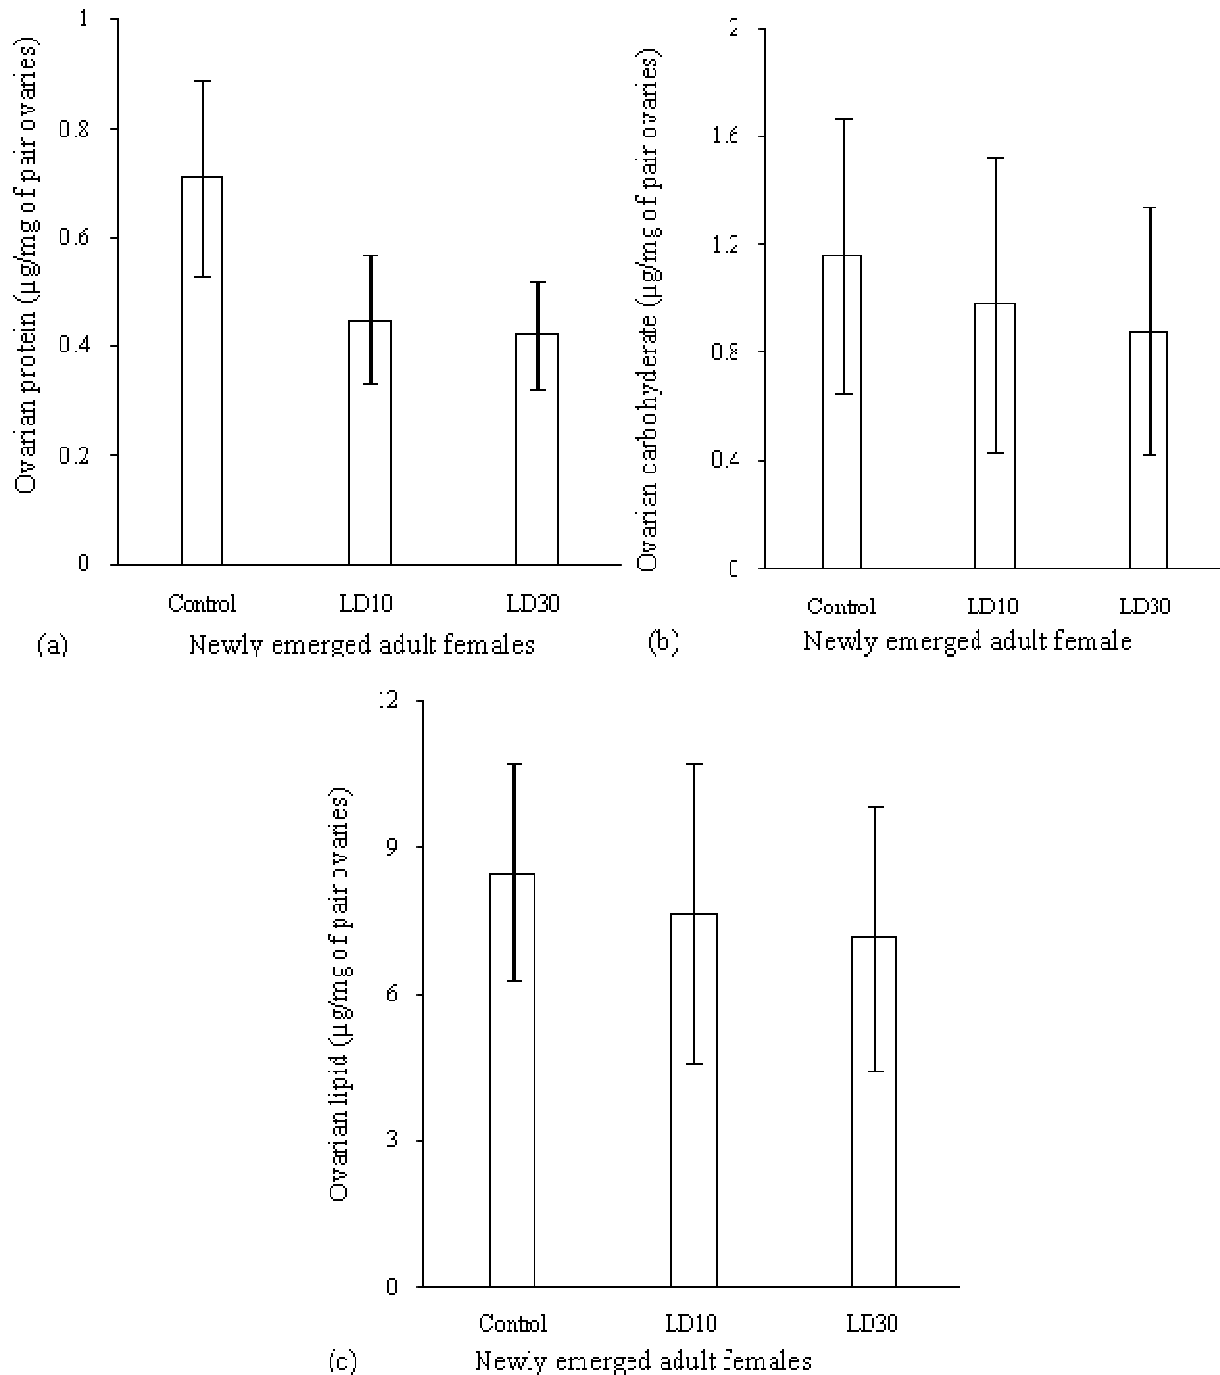 Ovarian protein (µg/mg of pair ovaries)
1
0.8
0.6
0.4
0.2
0
Control LD10 LD30
(a) Newly emerged adult females
Ovarian carbohyderate (µg/mg of pair ovaries)
2
1.6
1.2
0.8
0.4
0
Control LD10 LD30
(b) Newly emerged adult female
Ovarian lipid (µg/mg of pair ovaries)
12
9
6
3
0
Control LD10 LD30
(c) Newly emerged adult females